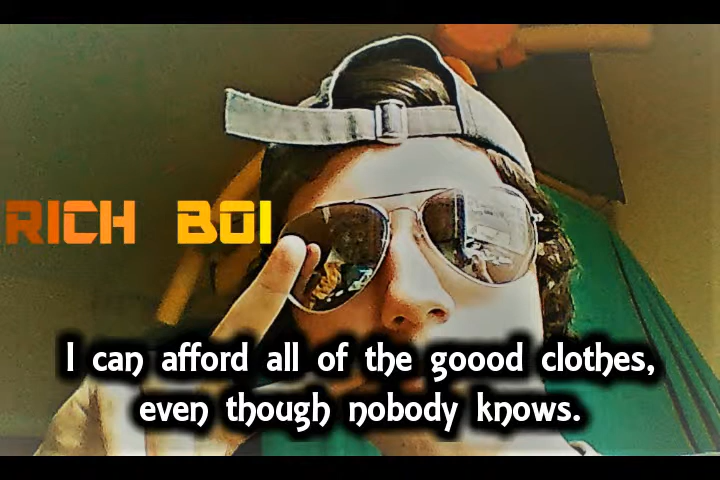 RICH BOI
I can afford all of the goood clothes,
even though nobody knows.